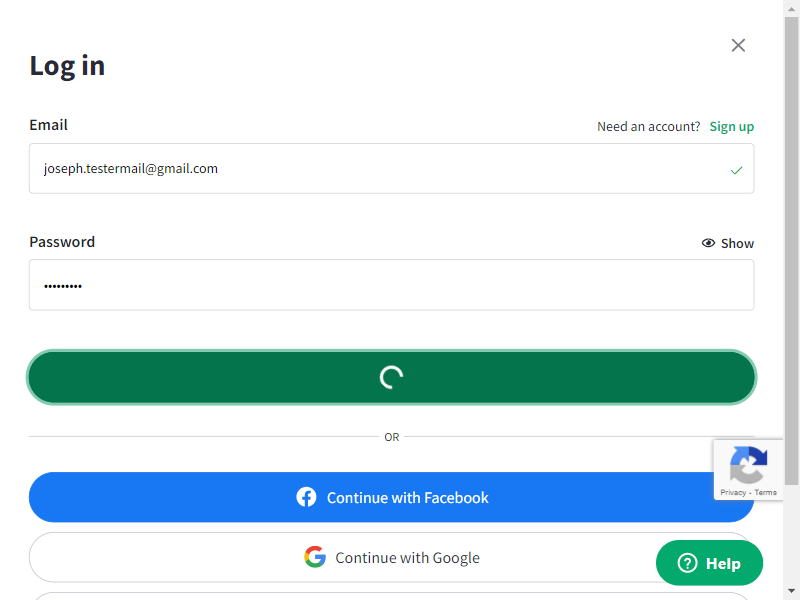 Log in
Email
Need an account? Sign up
joseph.testermail@gmail.com
Password
Show
•••••••••
OR
Continue with Facebook
Privacy - Terms
Continue with Google
Help